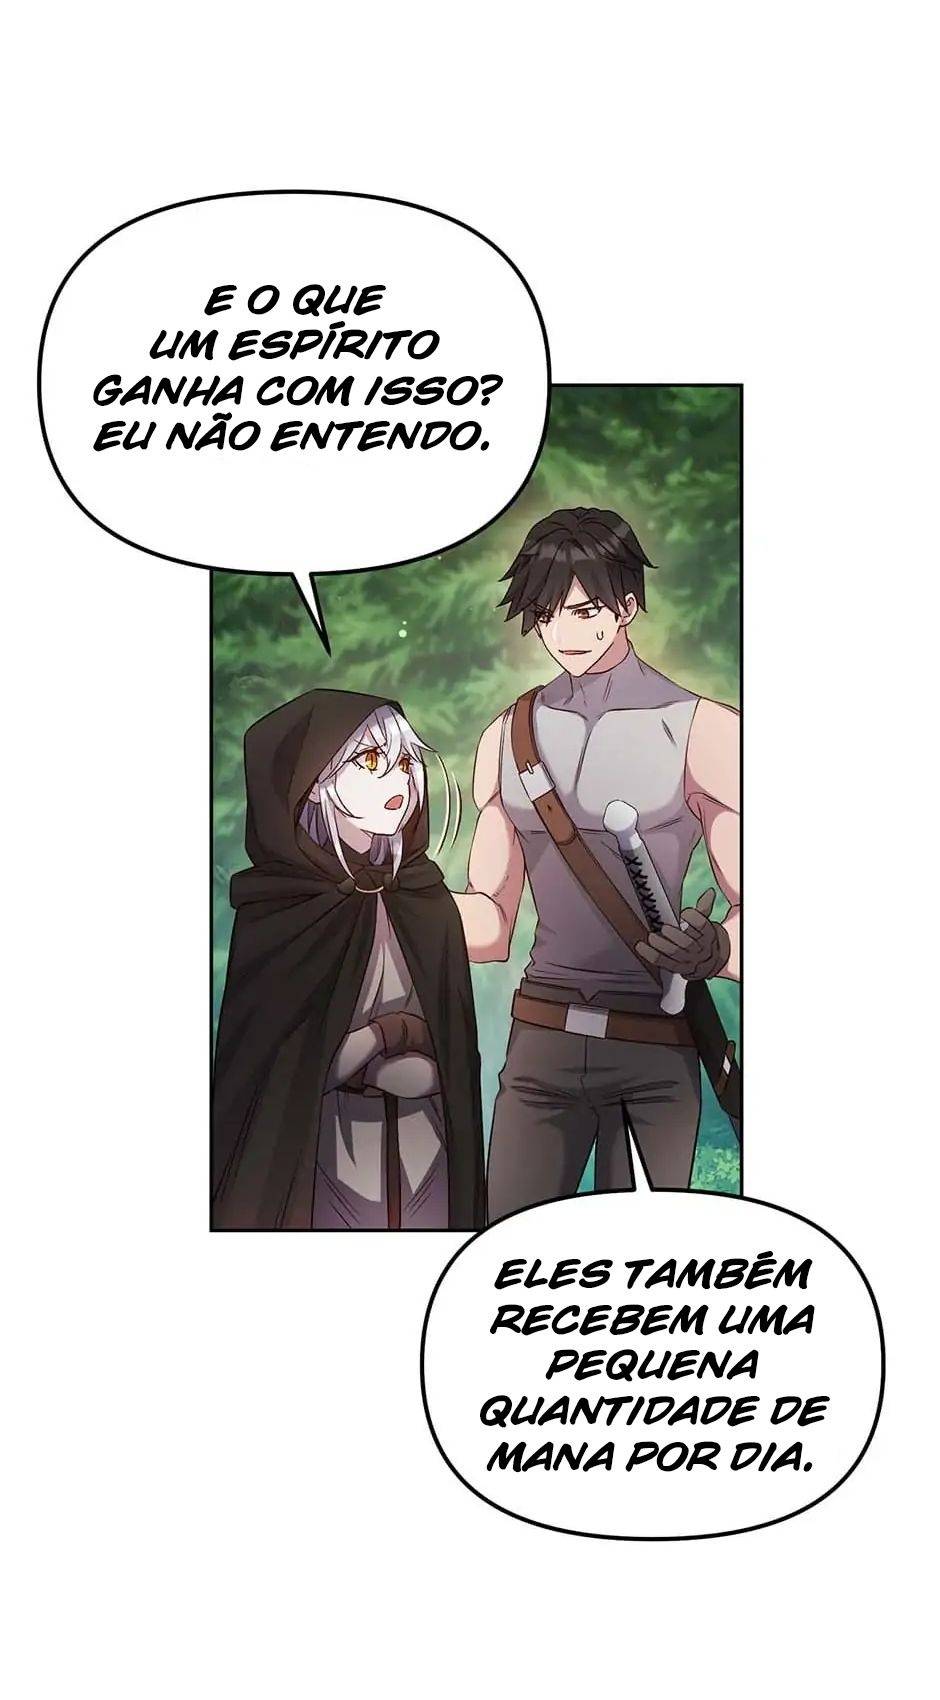 E O QUE
UM ESPÍRITO
GANHA COM ISSO?
EU NÃO ENTENDO.
ELES TAMBÉM
RECEBEM UMA
PEQUENA
QUANTIDADE DE
MANA POR DIA.